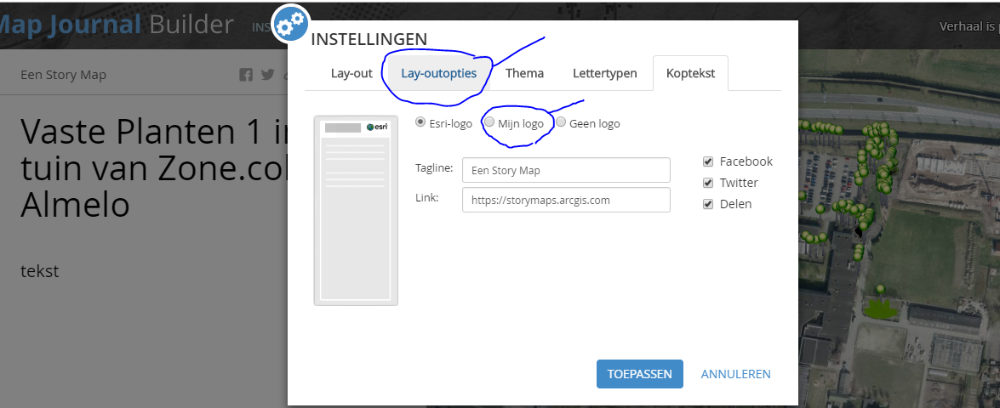 Map Journal Builder
INS
Verhaal is p
INSTELLINGEN
Een Story Map
Lay-out Lay-outopties Thema Lettertypen Koptekst
Vaste Planten 1 in
tuin van Zone.col
Almelo
tekst
esri
Esri-logo Mijn logo Geen logo
Tagline: Een Story Map
Link: https://storymaps.arcgis.com
Facebook
Twitter
Delen
TOEPASSEN ANNULEREN